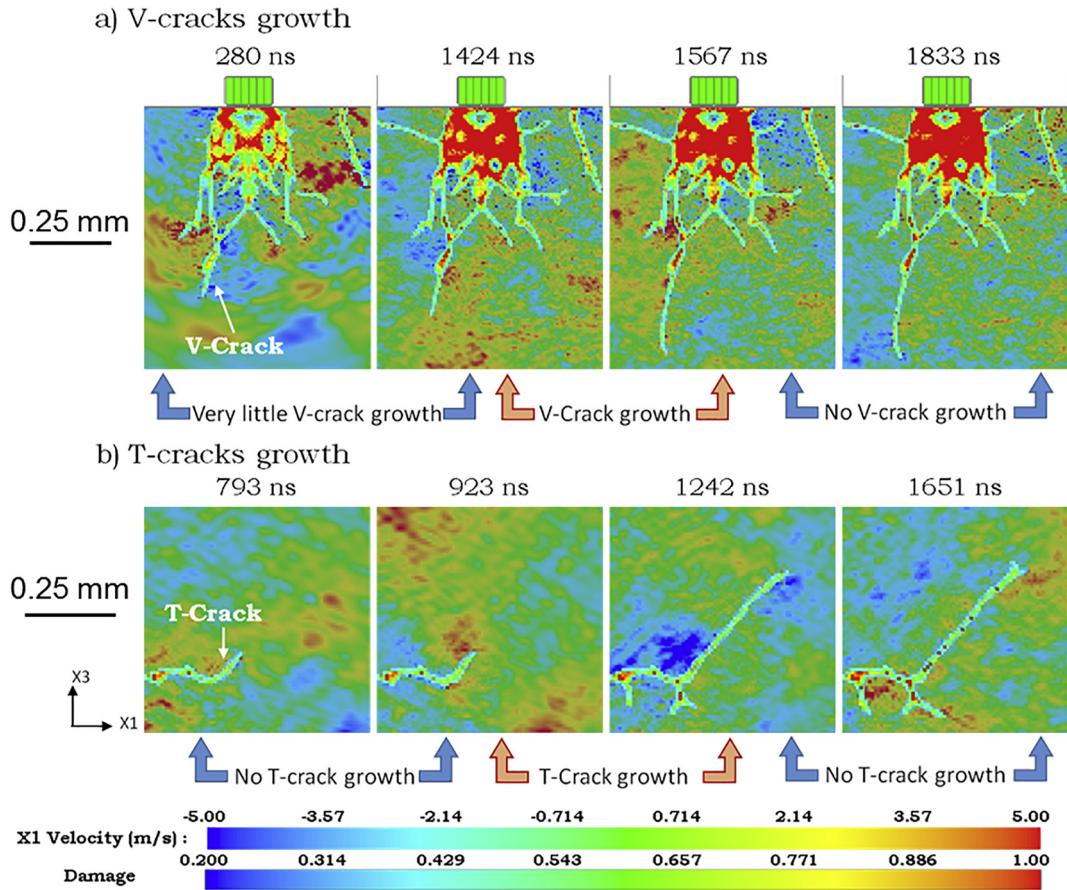 a) V-cracks growth
280 ns 1424 ns 1567 ns 1833 ns
0.25 mm
V-Crack
Very little V-crack growth V-Crack growth No V-crack growth
b) T-cracks growth
793 ns 923 ns 1242 ns 1651 ns
0.25 mm
T-Crack
X3
X1
No T-crack growth T-Crack growth No T-crack growth
-5.00 -3.57 -2.14 -0.714 0.714 2.14 3.57 5.00
X1 Velocity (m/s) :
0.200 0.314 0.429 0.543 0.657 0.771 0.886 1.00
Damage